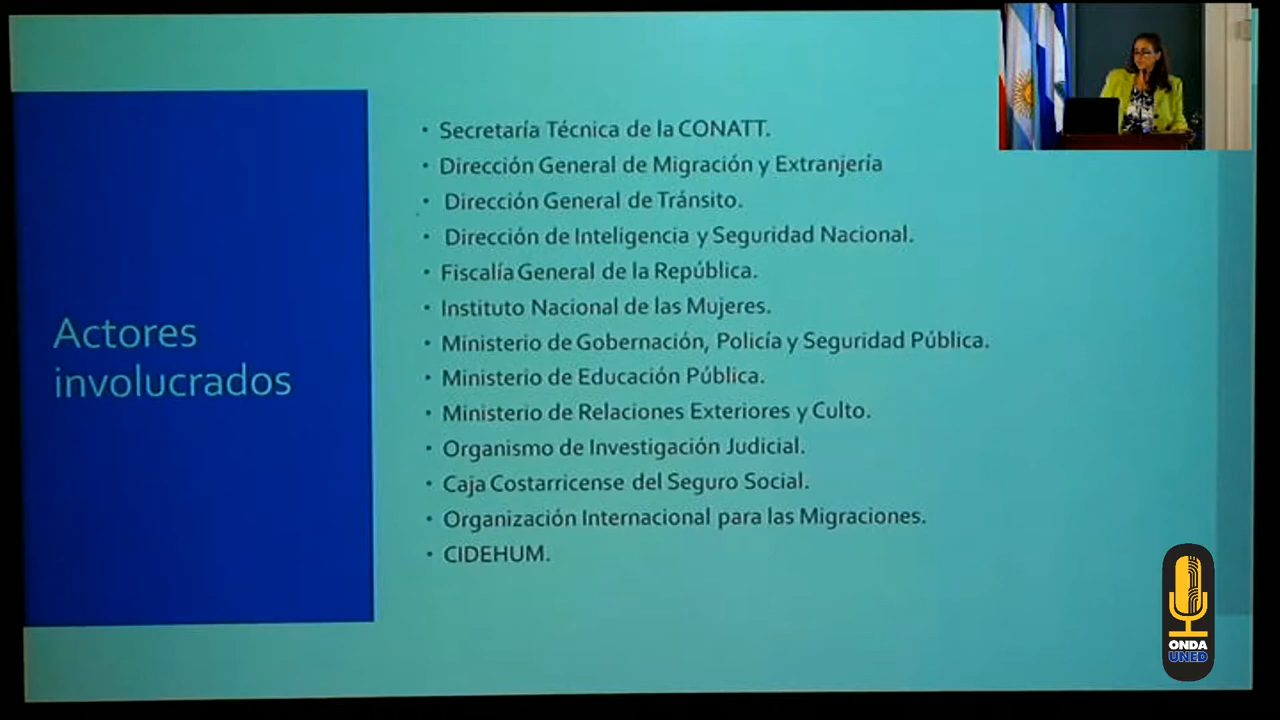 Actores
involucrados
• Secretaría Técnica de la CONATT.
• Dirección General de Migración y Extranjería
• Dirección General de Tránsito.
• Dirección de Inteligencia y Seguridad Nacional.
• Fiscalía General de la República.
• Instituto Nacional de las Mujeres.
• Ministerio de Gobernación, Policía y Seguridad Pública.
• Ministerio de Educación Pública.
• Ministerio de Relaciones Exteriores y Culto.
• Organismo de Investigación Judicial.
• Caja Costarricense del Seguro Social.
• Organización Internacional para las Migraciones.
• CIDEHUM.
ONDA
UNED